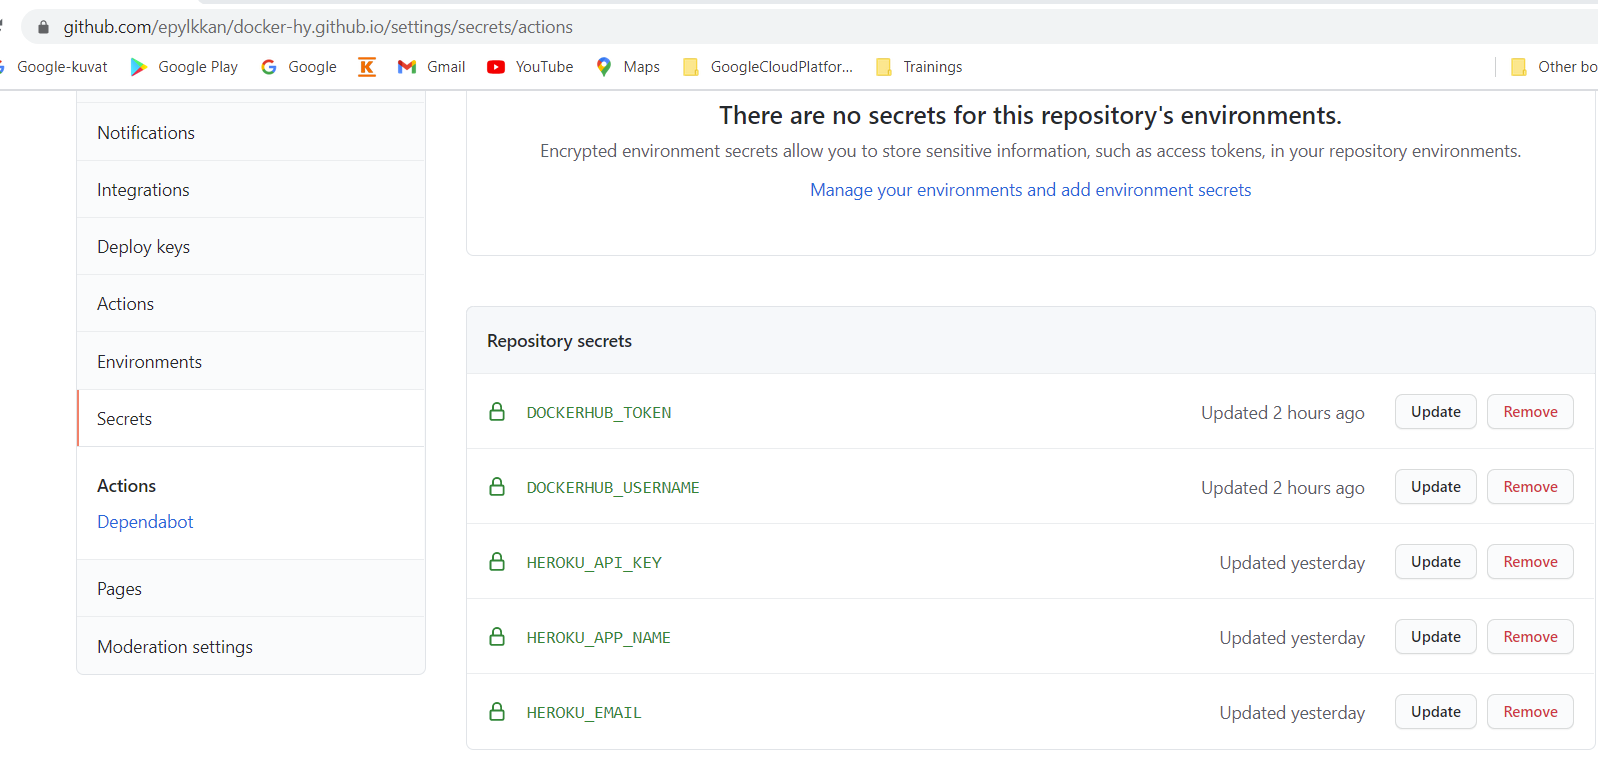 github.com/epylkkan/docker-hy.github.io/settings/secrets/actions
Google-kuvat Google Play Google Gmail YouTube Maps GoogleCloudPlatfor... Trainings Other bo
Notifications
Integrations
Deploy keys
Actions
Environments
Secrets
Actions
Dependabot
Pages
Moderation settings
There are no secrets for this repository's environments.
Encrypted environment secrets allow you to store sensitive information, such as access tokens, in your repository environments.
Manage your environments and add environment secrets
Repository secrets
DOCKERHUB_TOKEN Updated 2 hours ago Update Remove
DOCKERHUB_USERNAME Updated 2 hours ago Update Remove
HEROKU_API_KEY Updated yesterday Update Remove
HEROKU_APP_NAME Updated yesterday Update Remove
HEROKU_EMAIL Updated yesterday Update Remove